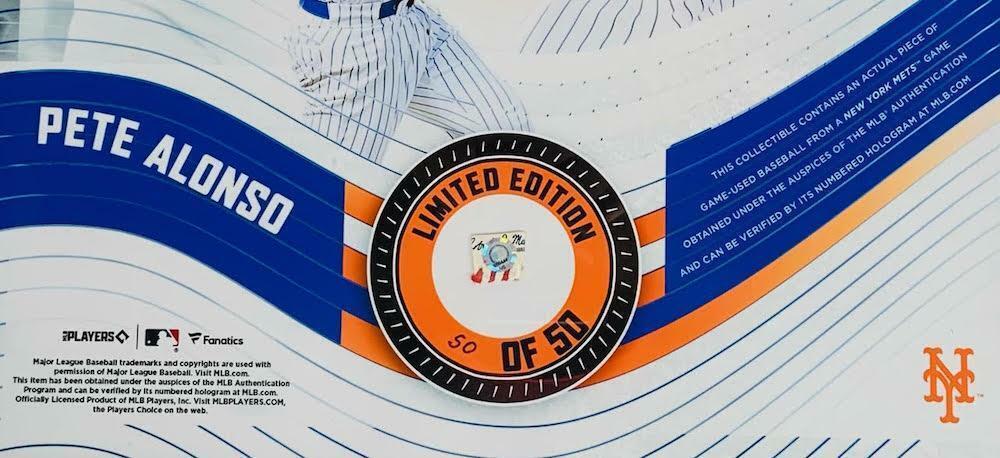 PETE ALONSO
LIMITED EDITION
50 OF 50
THIS COLLECTIBLE CONTAINS AN ACTUAL PIECE OF
GAME-USED BASEBALL FROM A NEW YORK METS™ GAME
OBTAINED UNDER THE AUSPICES OF THE MLB® AUTHENTICATION
AND CAN BE VERIFIED BY ITS NUMBERED HOLOGRAM AT MLB.COM
MLB PLAYERS
Fanatics
Major League Baseball trademarks and copyrights are used with
permission of Major League Baseball. Visit MLB.com.
This item has been obtained under the auspices of the MLB Authentication
Program and can be verified by its numbered hologram at MLB.com.
Officially Licensed Product of MLB Players, Inc. Visit MLBPLAYERS.COM,
the Players Choice on the web.
NY